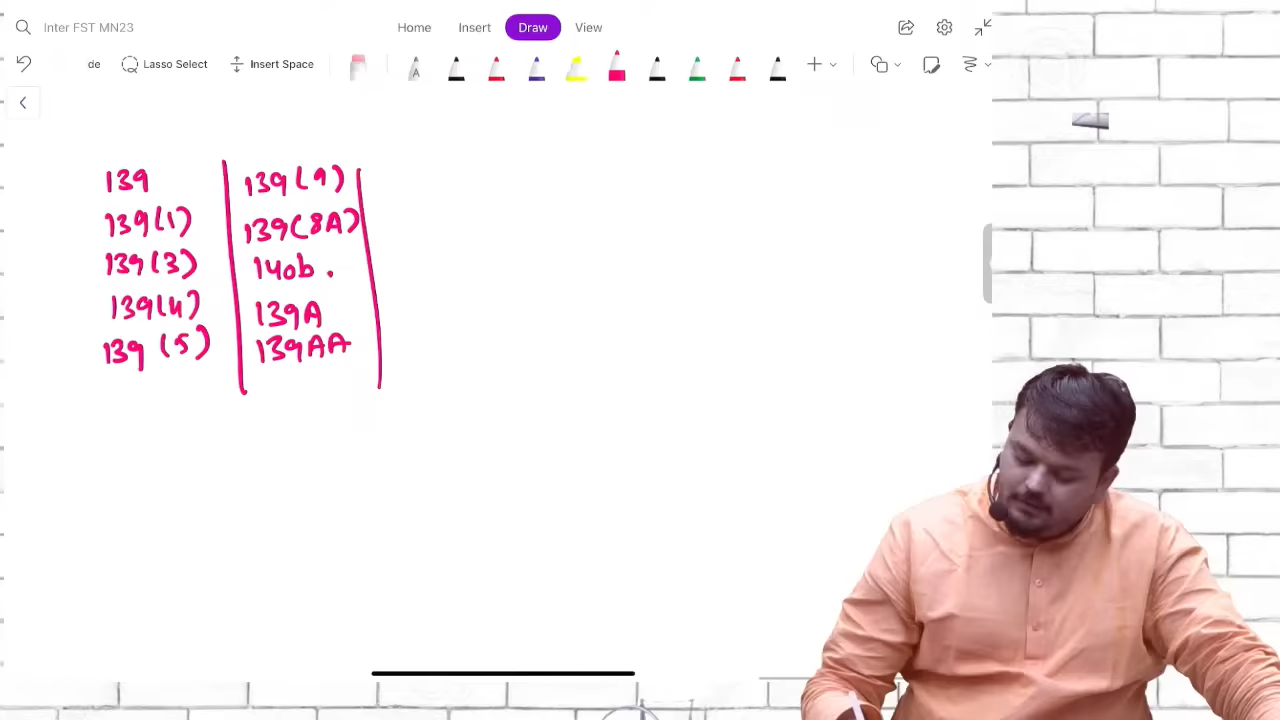 Inter FST MN23
Home Insert Draw View
de Lasso Select Insert Space
139
139(1)
139(3)
139(4)
139 (5)
139(9)
139(8A)
140b.
139A
139AA